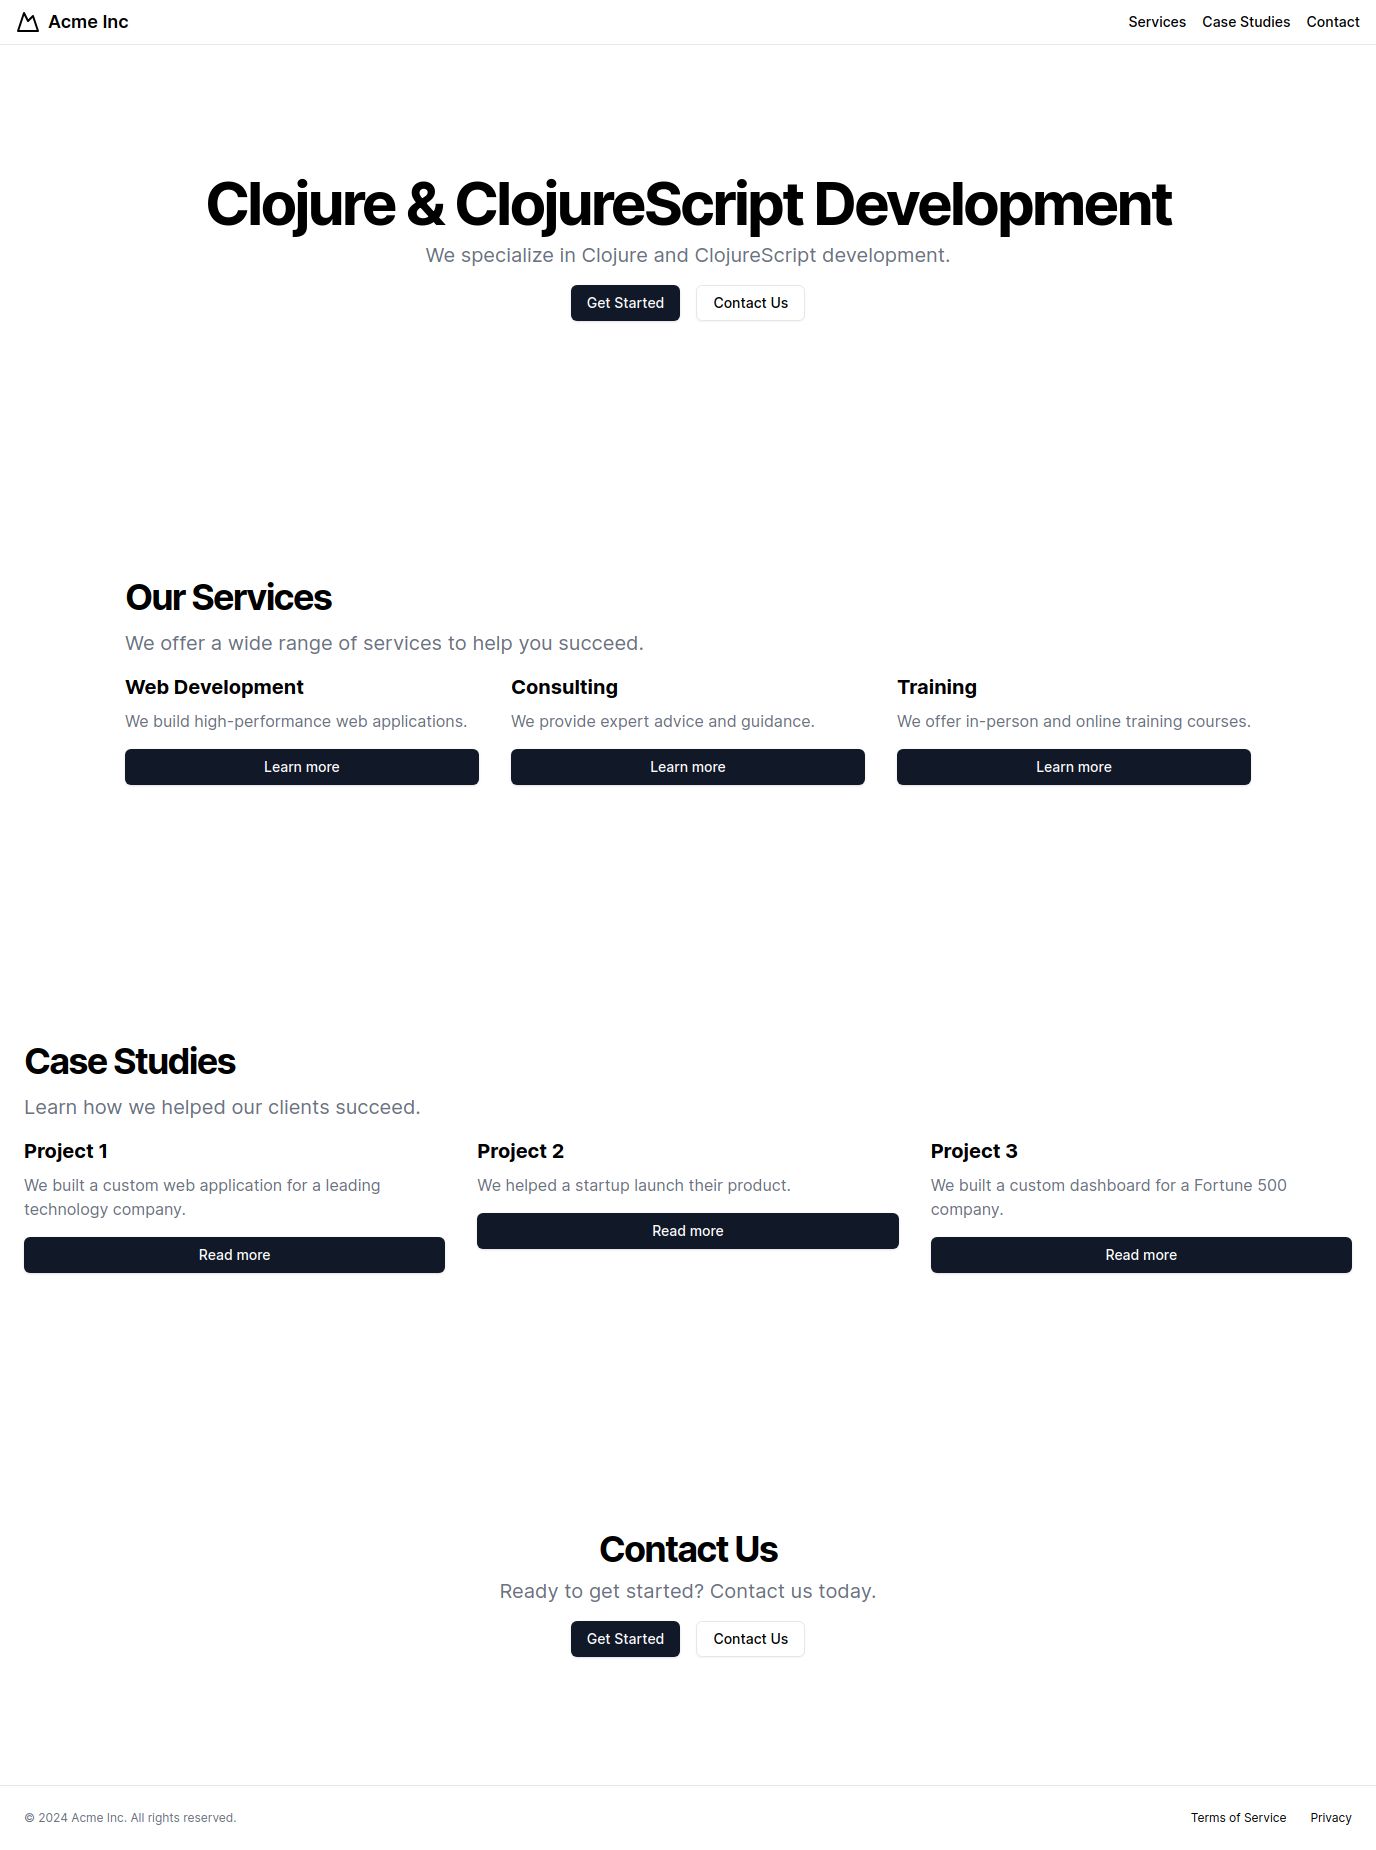 Acme Inc
Services
Case Studies
Contact
Clojure & ClojureScript Development
We specialize in Clojure and ClojureScript development.
Get Started
Contact Us
Our Services
We offer a wide range of services to help you succeed.
Web Development
We build high-performance web applications.
Learn more
Consulting
We provide expert advice and guidance.
Learn more
Training
We offer in-person and online training courses.
Learn more
Case Studies
Learn how we helped our clients succeed.
Project 1
We built a custom web application for a leading
technology company.
Read more
Project 2
We helped a startup launch their product.
Read more
Project 3
We built a custom dashboard for a Fortune 500
company.
Read more
Contact Us
Ready to get started? Contact us today.
Get Started
Contact Us
© 2024 Acme Inc. All rights reserved.
Terms of Service
Privacy